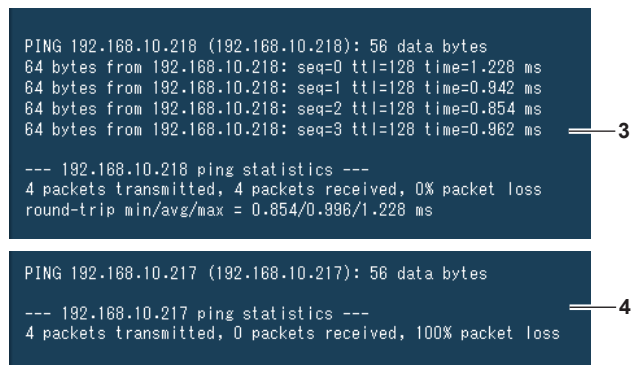 PING 192.168.10.218 (192.168.10.218): 56 data bytes
64 bytes from 192.168.10.218: seq=0 ttl=128 time=1.228 ms
64 bytes from 192.168.10.218: seq=1 ttl=128 time=0.942 ms
64 bytes from 192.168.10.218: seq=2 ttl=128 time=0.854 ms
64 bytes from 192.168.10.218: seq=3 ttl=128 time=0.962 ms
3
--- 192.168.10.218 ping statistics ---
4 packets transmitted, 4 packets received, 0% packet loss
round-trip min/avg/max = 0.854/0.996/1.228 ms
PING 192.168.10.217 (192.168.10.217): 56 data bytes
4
--- 192.168.10.217 ping statistics ---
4 packets transmitted, 0 packets received, 100% packet loss